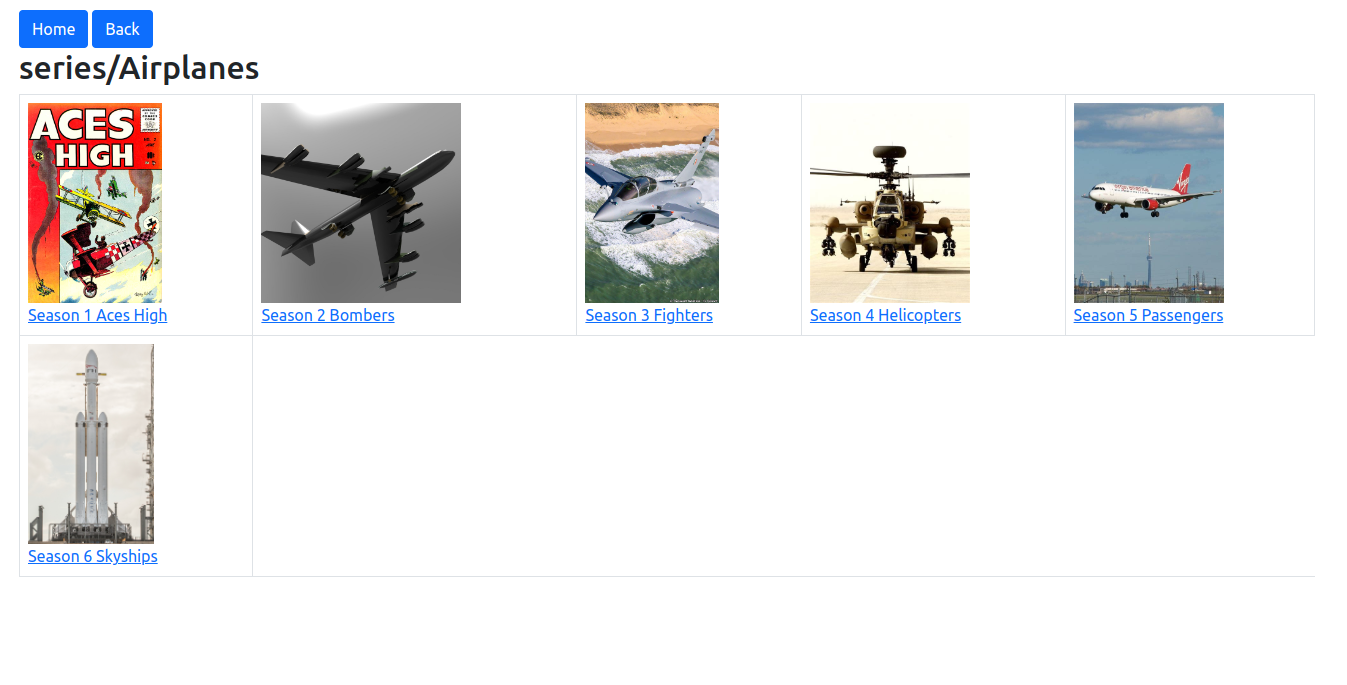 Home Back
series/Airplanes
ACES
HIGH
Season 1 Aces High
Season 2 Bombers
Season 3 Fighters
Season 4 Helicopters
Season 5 Passengers
Season 6 Skyships